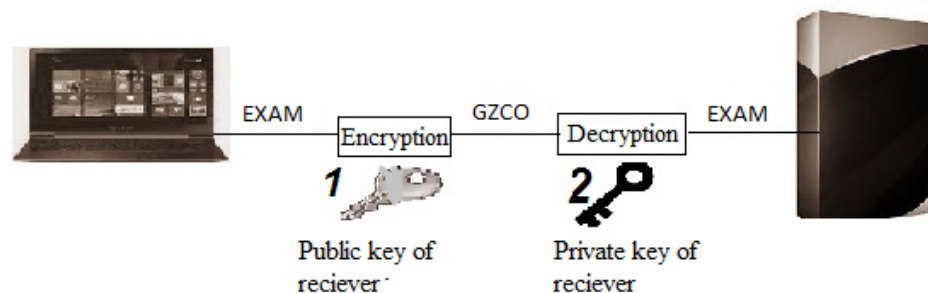 EXAM
Encryption
GZCO
Decryption
EXAM
1
2
Public key of
reciever
Private key of
reciever